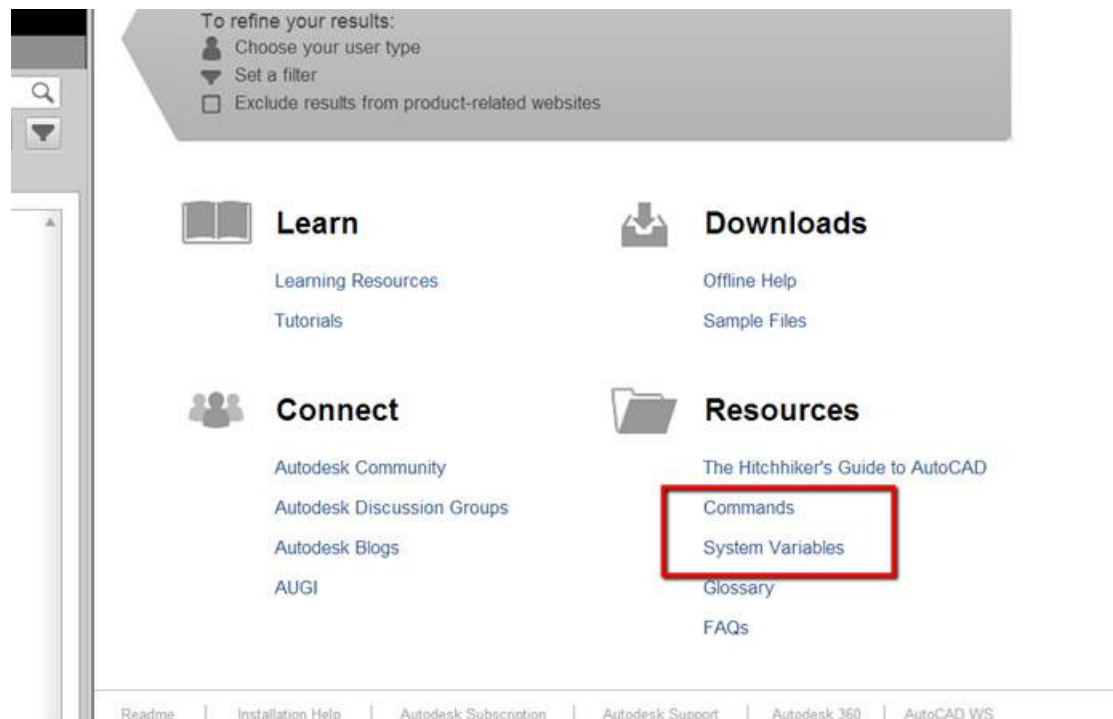 To refine your results:
Choose your user type
Set a filter
Exclude results from product-related websites
Learn
Learning Resources
Tutorials
Downloads
Offline Help
Sample Files
Connect
Autodesk Community
Autodesk Discussion Groups
Autodesk Blogs
AUGI
Resources
The Hitchhiker's Guide to AutoCAD
Commands
System Variables
Glossary
FAQs
Readme | Installation Help | Autodesk Subscription | Autodesk Support | Autodesk 360 | AutoCAD WS